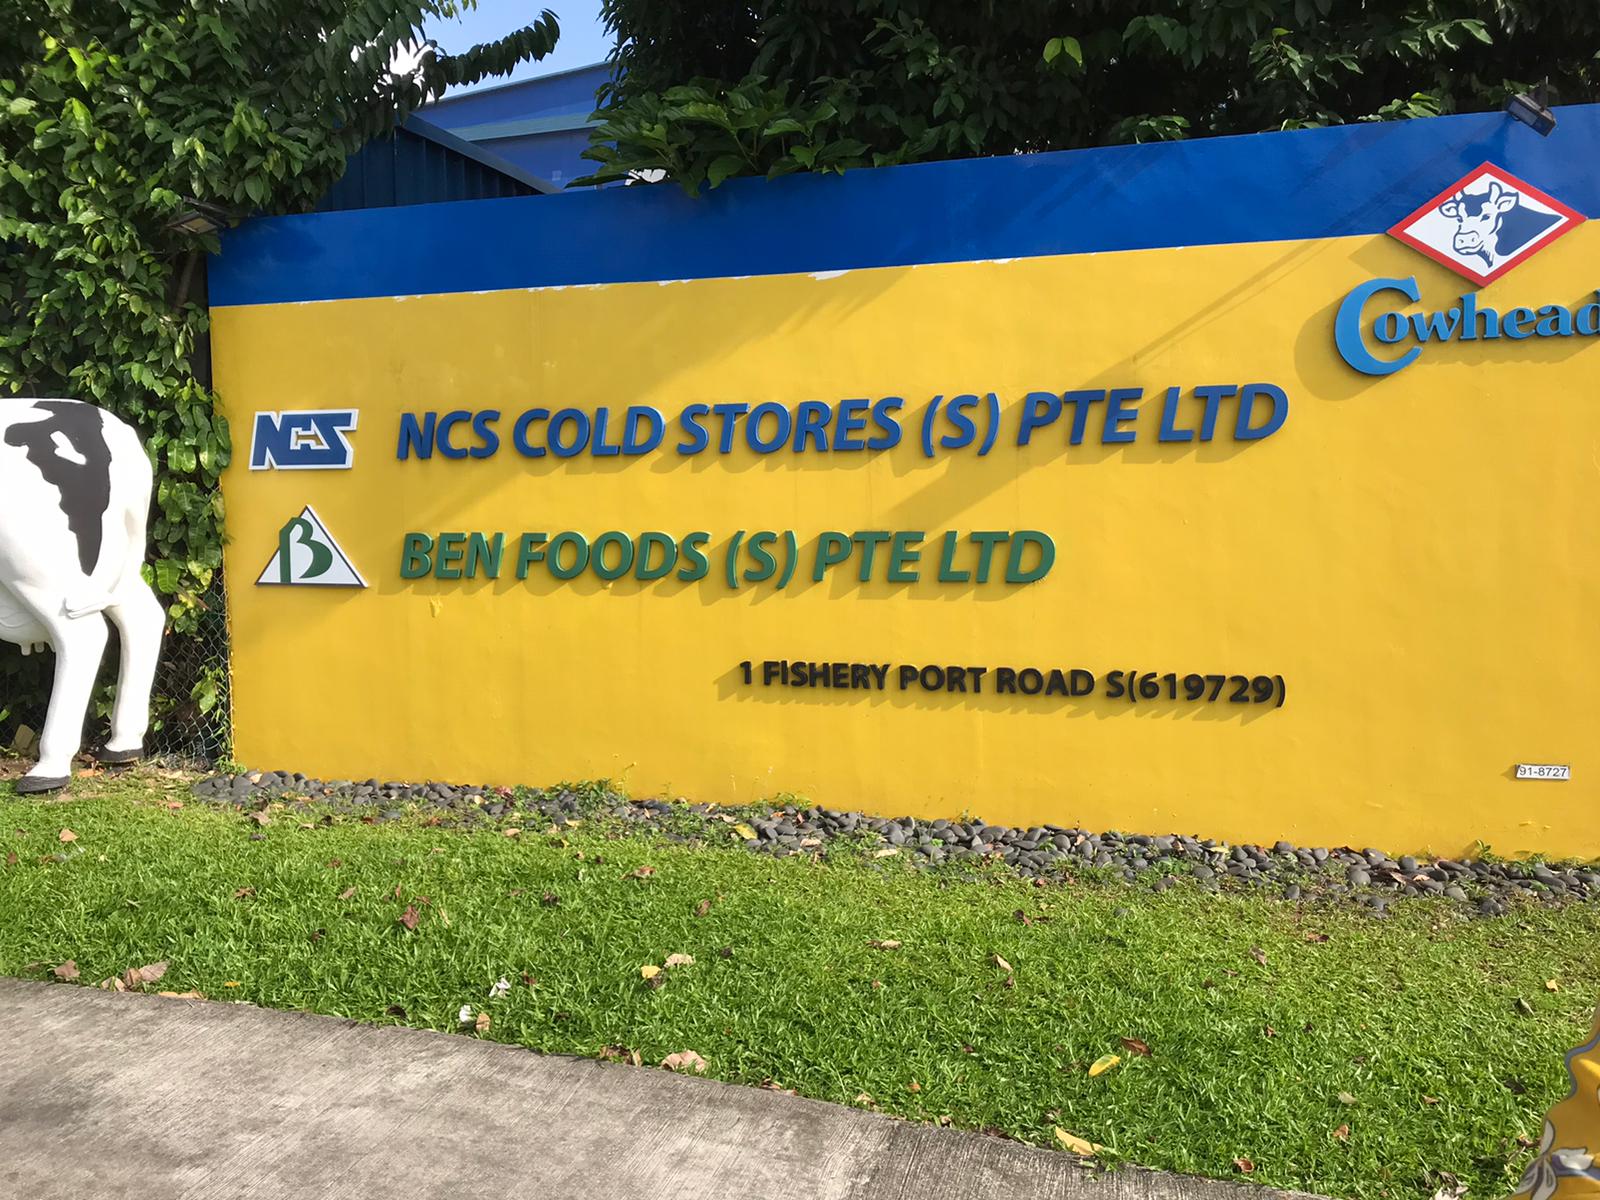 Cowhead
NCS NCS COLD STORES (S) PTE LTD
B BEN FOODS (S) PTE LTD
1 FISHERY PORT ROAD S(619729)
91-8727